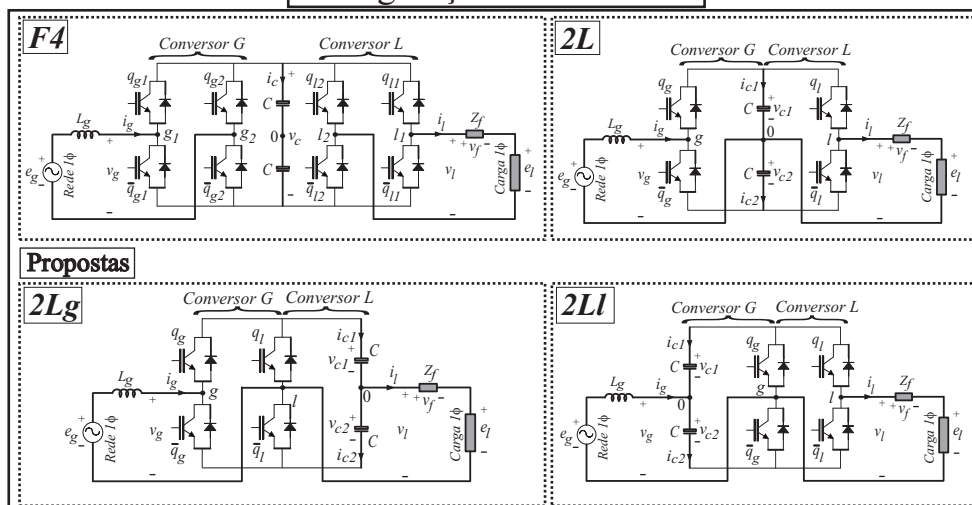 F4
Conversor G Conversor L
q_g1 q_g2 i_c + C q_l2 q_l1
L_g i_g g_1 g_2 0 v_c l_2 l_1 i_l Z_f
+ + + v_f -
e_g + - Rede 1ϕ v_g q̄_g1 q̄_g2 C - q̄_l2 q̄_l1 v_l Carga 1ϕ + e_l -
- -
2L
Conversor G Conversor L
q_g i_c1 + C v_c1 - q_l
L_g i_g g 0 l i_l Z_f
+ + + v_f -
e_g + - Rede 1ϕ v_g q̄_g C + v_c2 - i_c2 q̄_l v_l Carga 1ϕ + e_l -
- -
Propostas
2Lg
Conversor G Conversor L
q_g q_l i_c1 + v_c1 - C
L_g i_g g l 0 i_l Z_f
+ + + v_f -
e_g + - Rede 1ϕ v_g q̄_g q̄_l + v_c2 - C i_c2 v_l Carga 1ϕ + e_l -
- -
2Ll
Conversor G Conversor L
i_c1 C + v_c1 - q_g q_l
L_g i_g 0 g l i_l Z_f
+ + + v_f -
e_g + - Rede 1ϕ v_g C + v_c2 - i_c2 q̄_g q̄_l v_l Carga 1ϕ + e_l -
- -